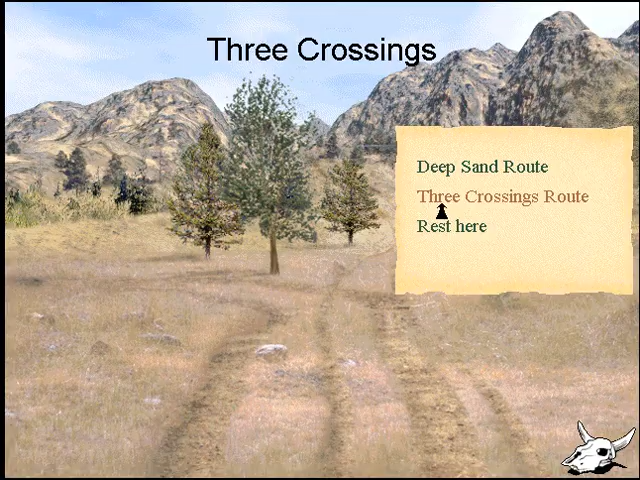 Three Crossings
Deep Sand Route
Three Crossings Route
Rest here